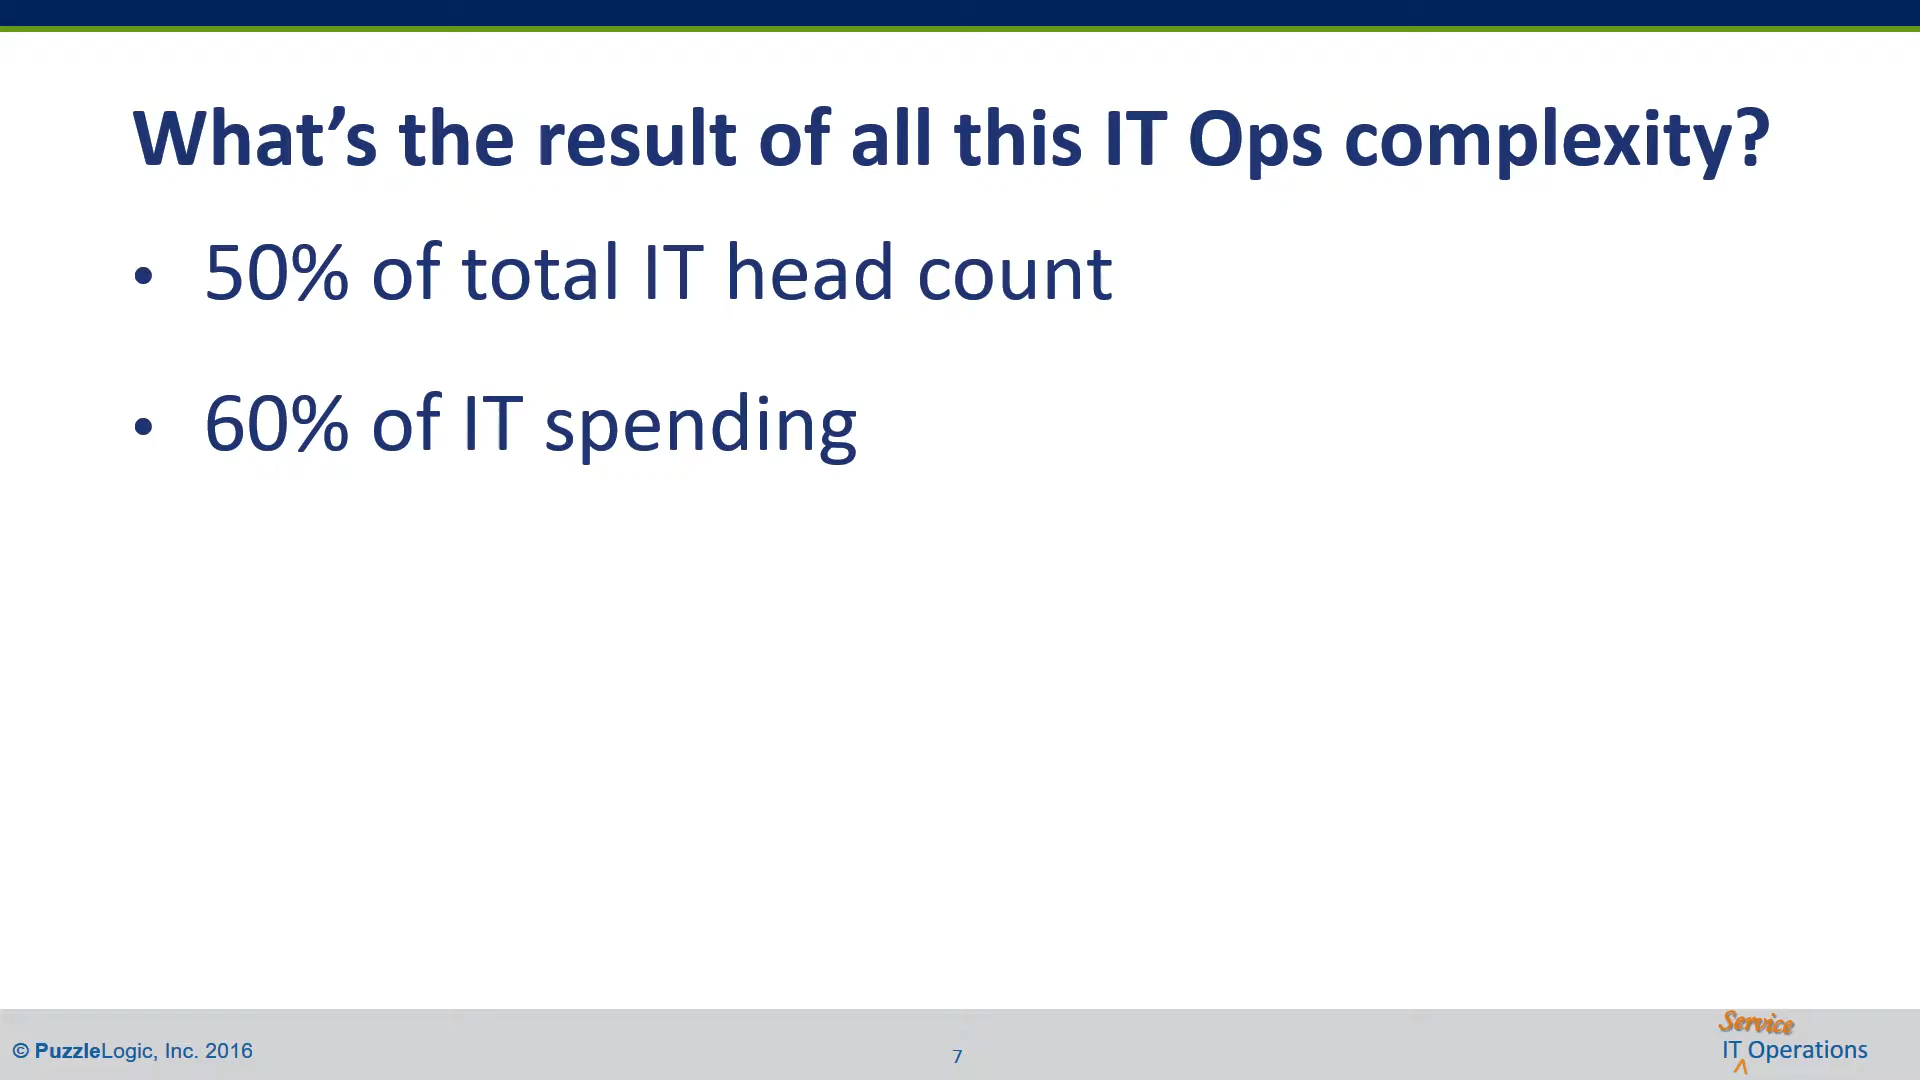 What's the result of all this IT Ops complexity?
• 50% of total IT head count
• 60% of IT spending
© PuzzleLogic, Inc. 2016
7
Service
IT Operations